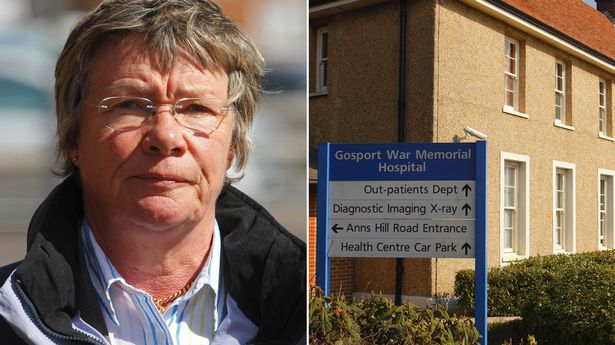 Gosport War Memorial
Hospital
Out-patients Dept ↑
Diagnostic Imaging X-ray ↑
← Anns Hill Road Entrance
Health Centre Car Park ↑